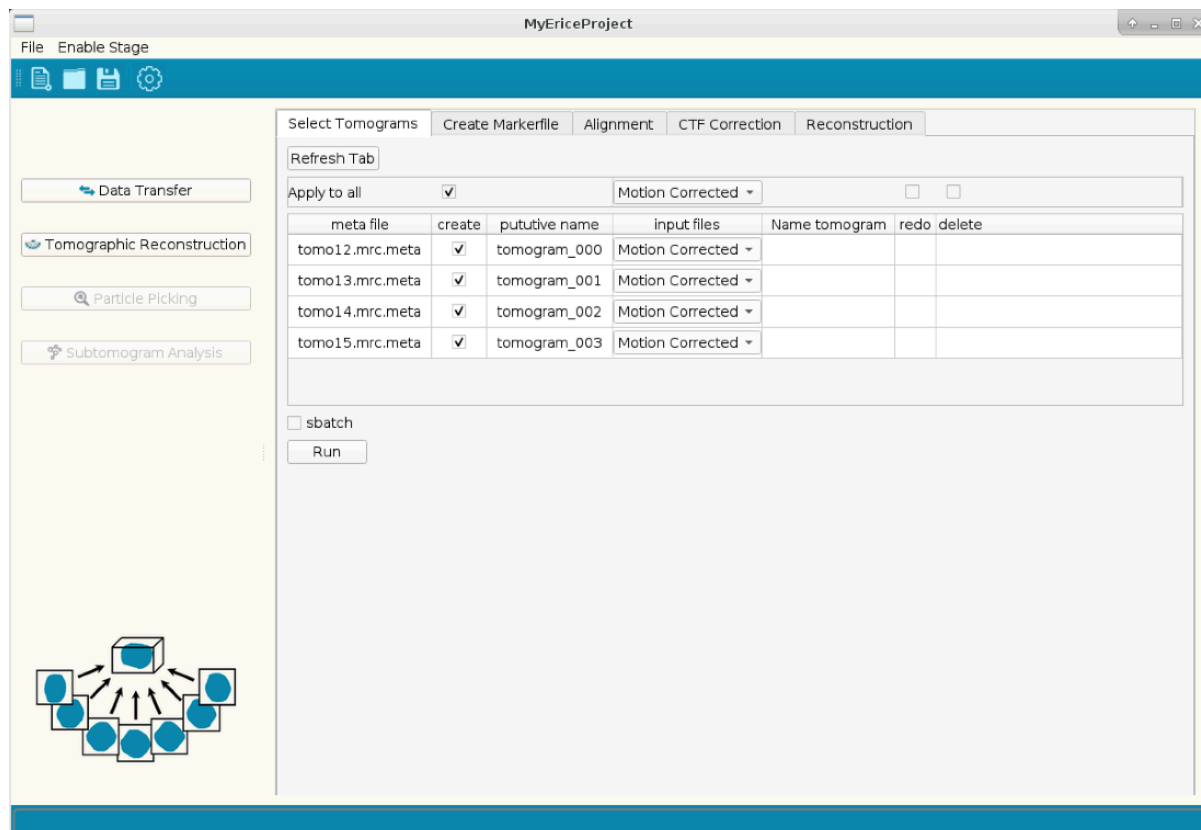 MyEriceProject
File Enable Stage
Select Tomograms Create Markerfile Alignment CTF Correction Reconstruction
Refresh Tab
Data Transfer
Apply to all Motion Corrected
meta file create pututive name input files Name tomogram redo delete
Tomographic Reconstruction
tomo12.mrc.meta tomogram_000 Motion Corrected
tomo13.mrc.meta tomogram_001 Motion Corrected
Particle Picking
tomo14.mrc.meta tomogram_002 Motion Corrected
tomo15.mrc.meta tomogram_003 Motion Corrected
Subtomogram Analysis
sbatch
Run